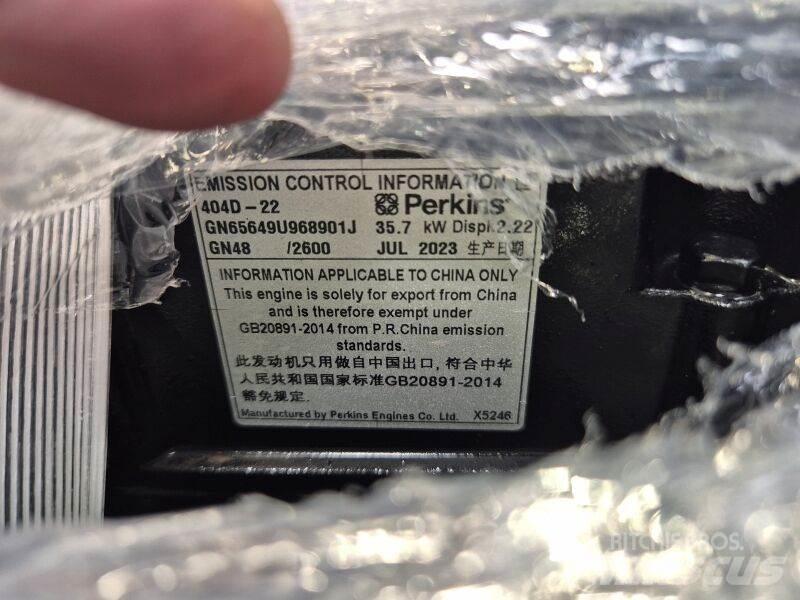 EMISSION CONTROL INFORMATION
404D-22 Perkins
GN65649U968901J 35.7 kW Displ:2.22
GN48 /2600 JUL 2023 生产日期
INFORMATION APPLICABLE TO CHINA ONLY
This engine is solely for export from China
and is therefore exempt under
GB20891-2014 from P.R.China emission
standards.
此发动机只用做自中国出口, 符合中华
人民共和国国家标准GB20891-2014
豁免规定.
Manufactured by Perkins Engines Co. Ltd. X5246
RITCHIE BROS.
MASCUS